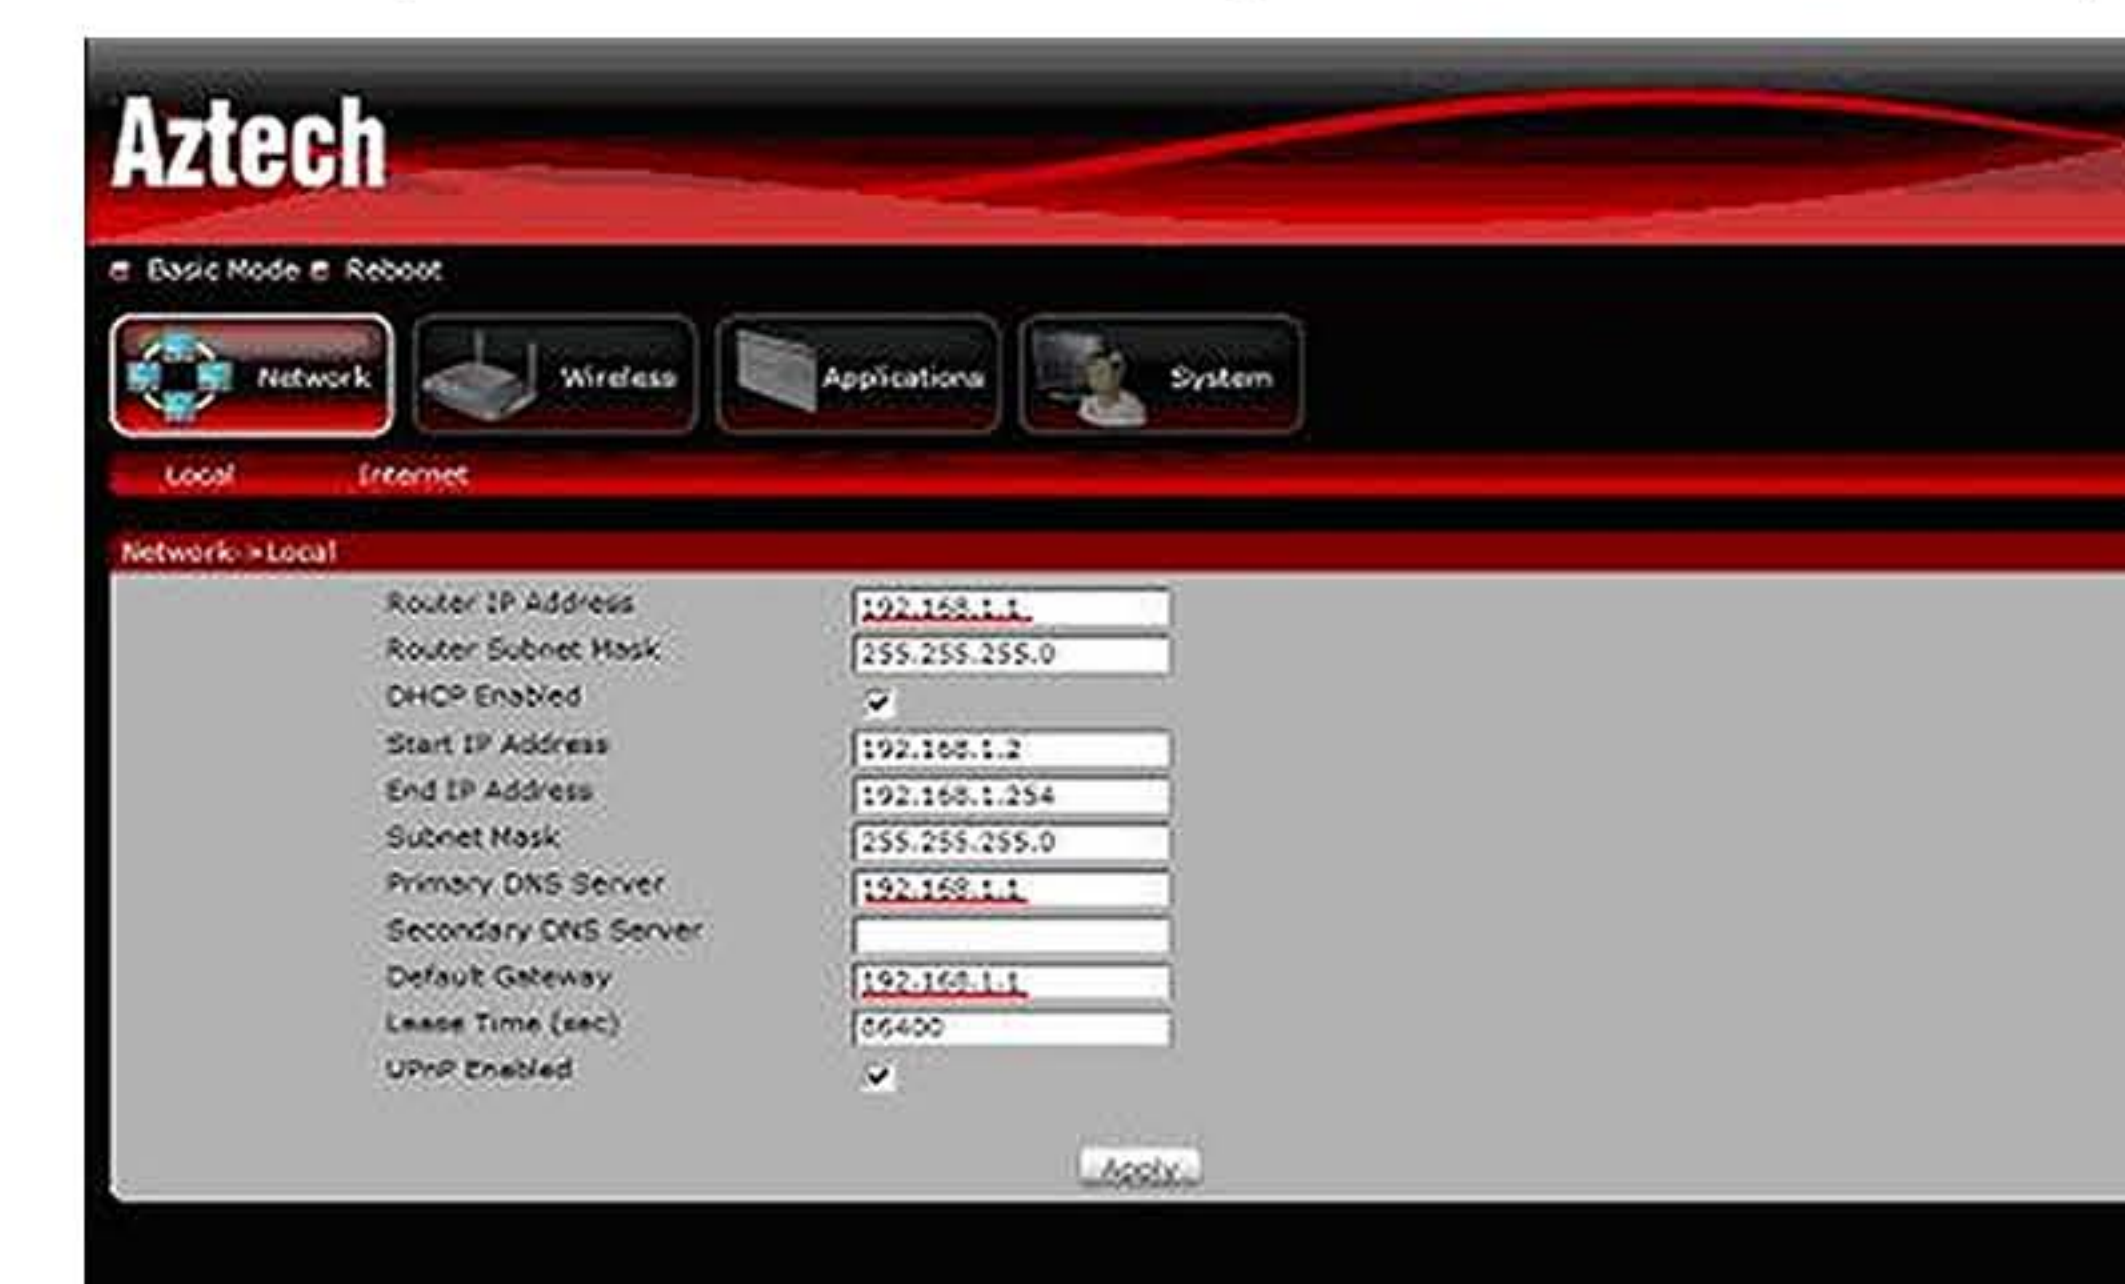 Aztech
Basic Mode Reboot
Network Wireless Applications System
Local Internet
Network->Local
Router IP Address 192.168.1.1
Router Subnet Mask 255.255.255.0
DHCP Enabled
Start IP Address 192.168.1.2
End IP Address 192.168.1.254
Subnet Mask 255.255.255.0
Primary DNS Server 192.168.1.1
Secondary DNS Server
Default Gateway 192.168.1.1
Lease Time (sec) 86400
UPnP Enabled
Apply